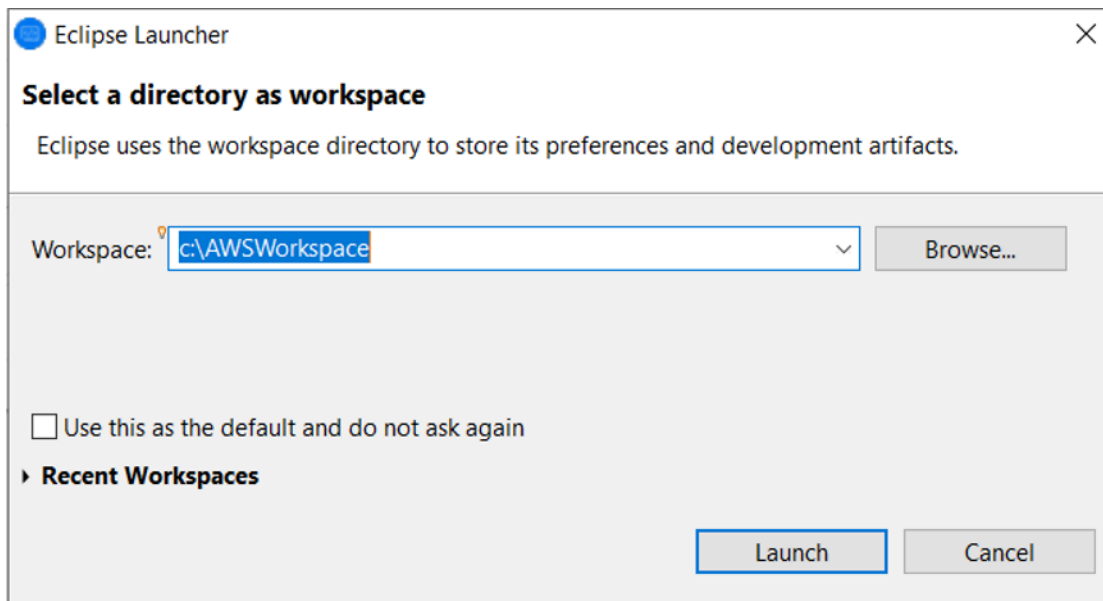 Eclipse Launcher
Select a directory as workspace
Eclipse uses the workspace directory to store its preferences and development artifacts.
Workspace: c:\AWSWorkspace Browse...
Use this as the default and do not ask again
Recent Workspaces
Launch Cancel